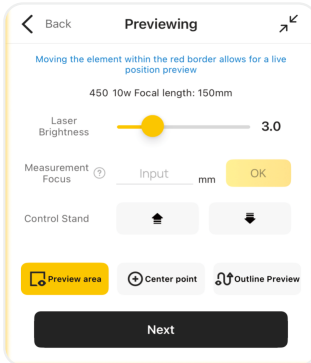 Back
Previewing
Moving the element within the red border allows for a live
position preview
450 10w Focal length: 150mm
Laser
Brightness
3.0
Measurement
Focus
?
Input
mm
OK
Control Stand
Preview area
Center point
Outline Preview
Next